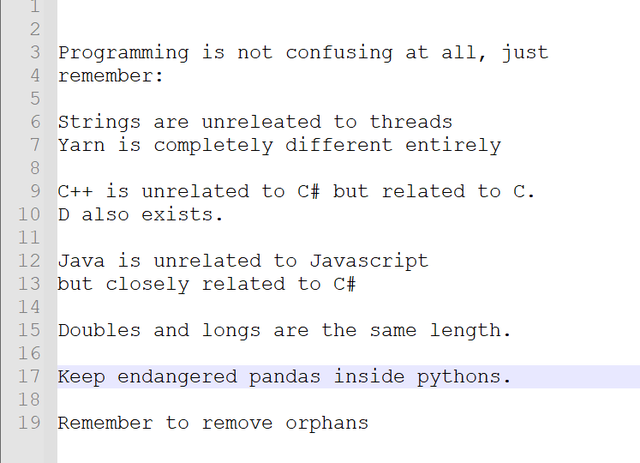 1
2
3 Programming is not confusing at all, just
4 remember:
5
6 Strings are unreleated to threads
7 Yarn is completely different entirely
8
9 C++ is unrelated to C# but related to C.
10 D also exists.
11
12 Java is unrelated to Javascript
13 but closely related to C#
14
15 Doubles and longs are the same length.
16
17 Keep endangered pandas inside pythons.
18
19 Remember to remove orphans